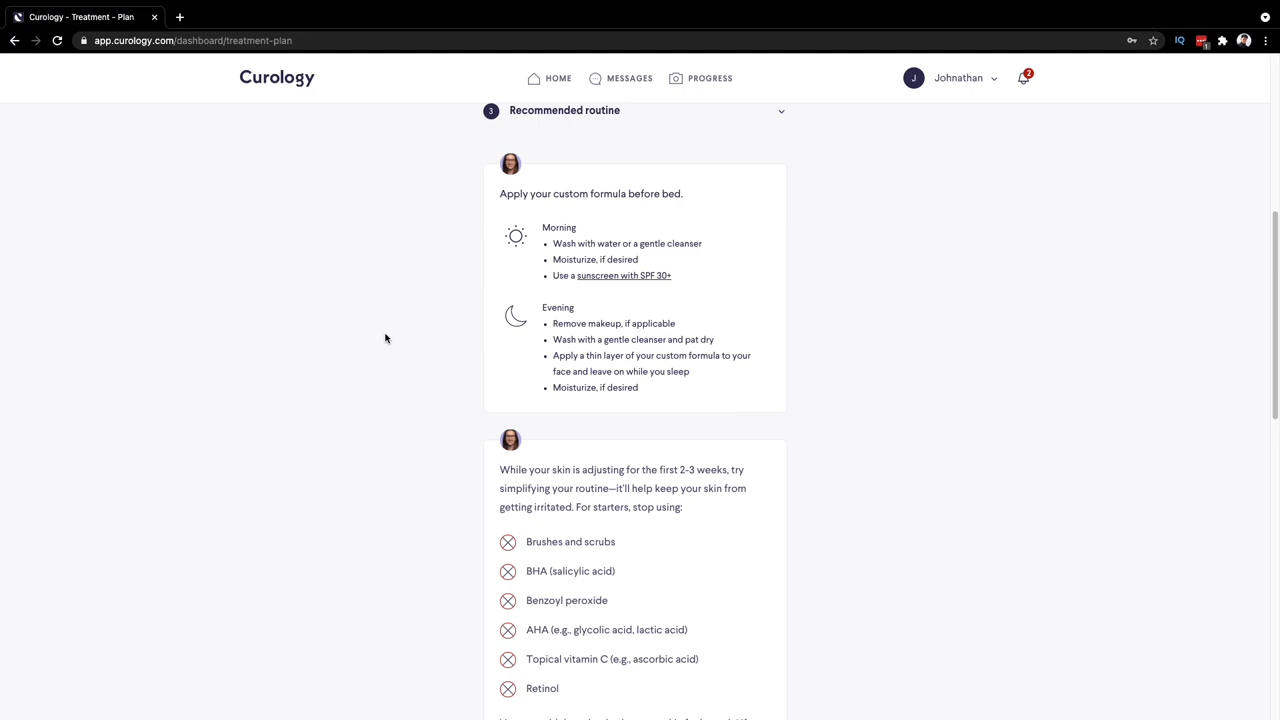 Curology - Treatment - Plan
app.curology.com/dashboard/treatment-plan
IQ
1
Curology
HOME
MESSAGES
PROGRESS
J
Johnathan
2
3
Recommended routine
Apply your custom formula before bed.
Morning
• Wash with water or a gentle cleanser
• Moisturize, if desired
• Use a sunscreen with SPF 30+
Evening
• Remove makeup, if applicable
• Wash with a gentle cleanser and pat dry
• Apply a thin layer of your custom formula to your
face and leave on while you sleep
• Moisturize, if desired
While your skin is adjusting for the first 2-3 weeks, try
simplifying your routine—it'll help keep your skin from
getting irritated. For starters, stop using:
Brushes and scrubs
BHA (salicylic acid)
Benzoyl peroxide
AHA (e.g., glycolic acid, lactic acid)
Topical vitamin C (e.g., ascorbic acid)
Retinol